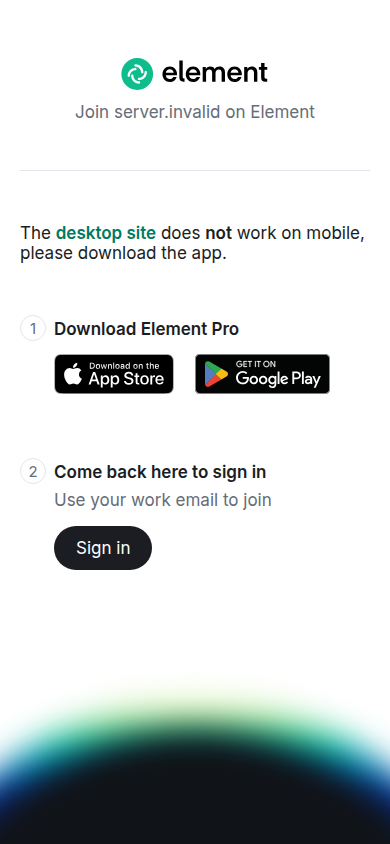 element
Join server.invalid on Element
The desktop site does not work on mobile,
please download the app.
1 Download Element Pro
Download on the
App Store
GET IT ON
Google Play
2 Come back here to sign in
Use your work email to join
Sign in